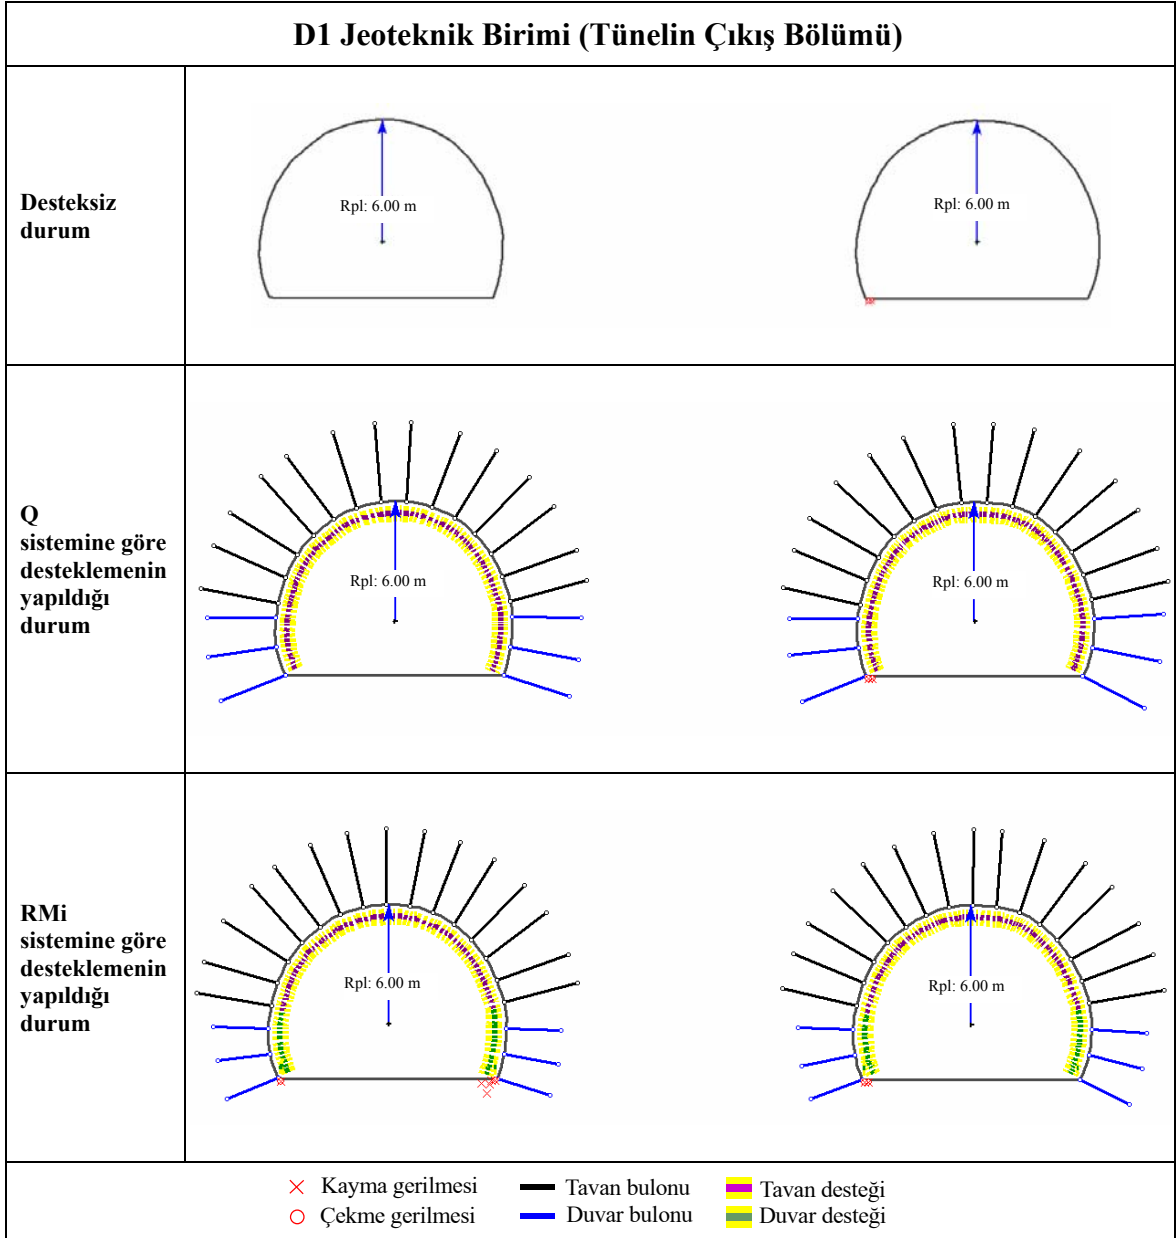 D1 Jeoteknik Birimi (Tünelin Çıkış Bölümü)
Desteksiz
durum
Rpl: 6.00 m
Rpl: 6.00 m
Q
sistemine göre
desteklemenin
yapıldığı
durum
Rpl: 6.00 m
Rpl: 6.00 m
RMi
sistemine göre
desteklemenin
yapıldığı
durum
Rpl: 6.00 m
Rpl: 6.00 m
Kayma gerilmesi
Tavan bulonu
Tavan desteği
Çekme gerilmesi
Duvar bulonu
Duvar desteği